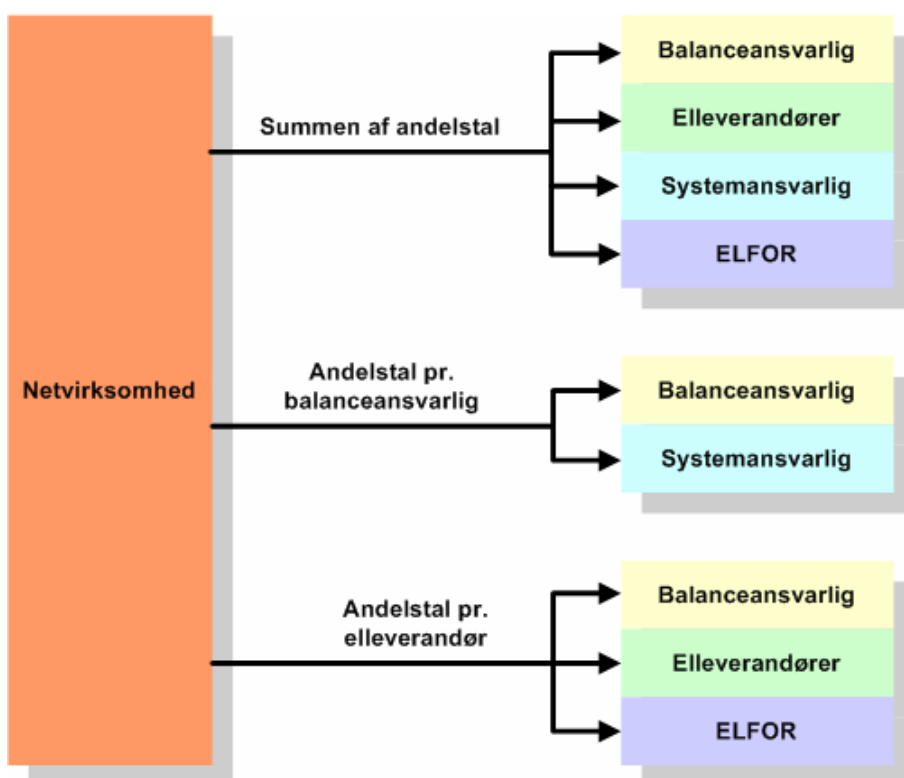 Netvirksomhed
Summen af andelstal
Balanceansvarlig
Elleverandører
Systemansvarlig
ELFOR
Andelstal pr.
balanceansvarlig
Balanceansvarlig
Systemansvarlig
Andelstal pr.
elleverandør
Balanceansvarlig
Elleverandører
ELFOR